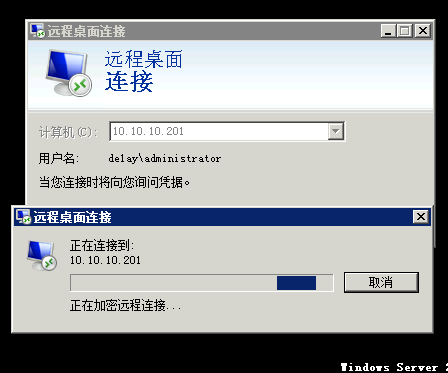 远程桌面连接
远程桌面
连接
计算机(C):
10.10.10.201
用户名:
delay\administrator
当您连接时将向您询问凭据。
远程桌面连接
正在连接到:
10.10.10.201
取消
正在加密远程连接...
Windows Server